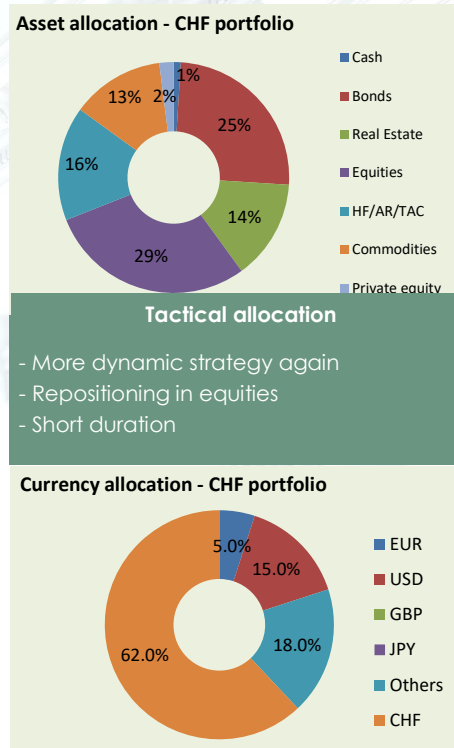 Asset allocation - CHF portfolio
1%
25%
14%
29%
16%
13%
2%
Cash
Bonds
Real Estate
Equities
HF/AR/TAC
Commodities
Private equity
Tactical allocation
- More dynamic strategy again
- Repositioning in equities
- Short duration
Currency allocation - CHF portfolio
5.0%
15.0%
18.0%
62.0%
EUR
USD
GBP
JPY
Others
CHF